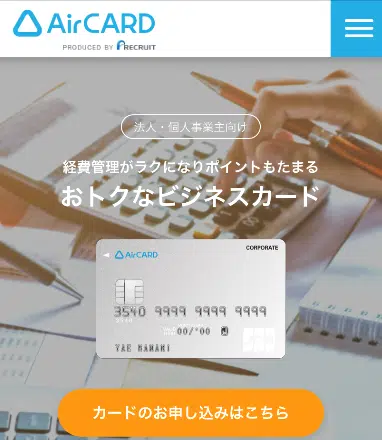 AirCARD
PRODUCED BY RECRUIT
法人・個人事業主向け
経費管理がラクになりポイントもたまる
おトクなビジネスカード
CORPORATE
AirCARD
3540 9999 9999 9999
00/00
TAE MANAMI
カードのお申し込みはこちら